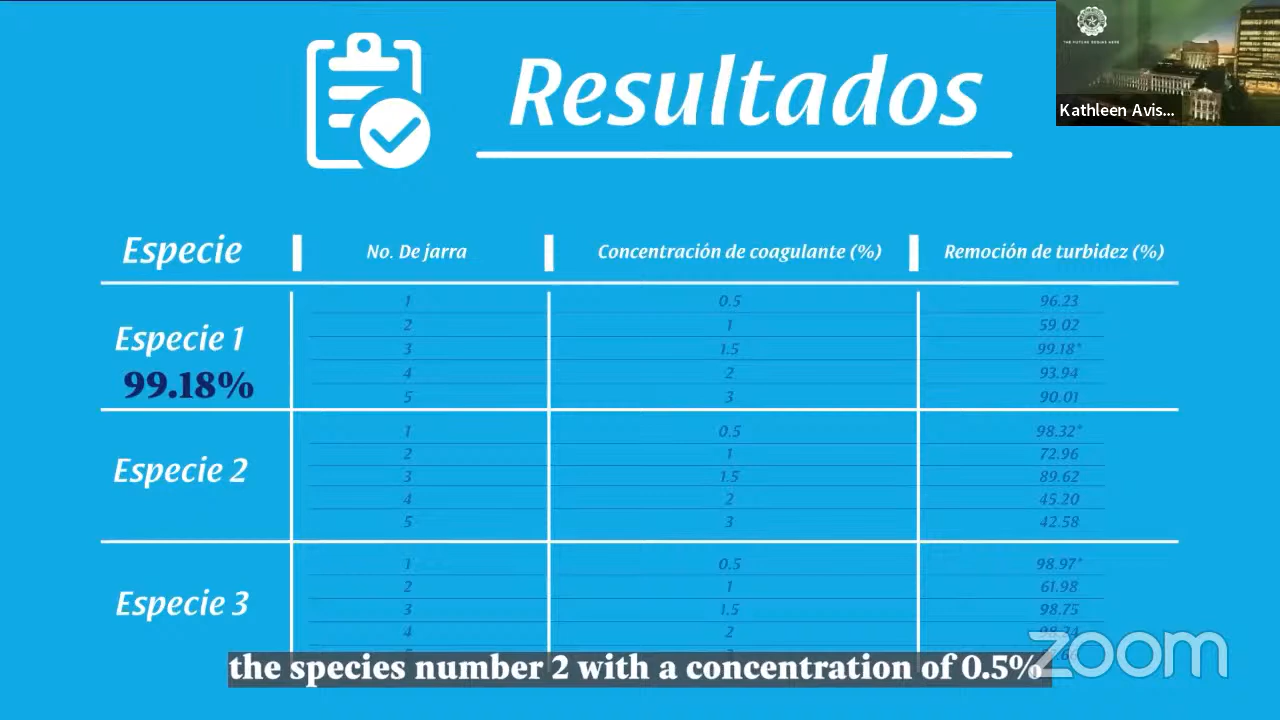 Resultados
THE FUTURE BEGINS HERE
Kathleen Avis...
Especie No. De jarra Concentración de coagulante (%) Remoción de turbidez (%)
Especie 1
99.18%
1 0.5 96.23
2 1 59.02
3 1.5 99.18*
4 2 93.94
5 3 90.01
Especie 2
1 0.5 98.32*
2 1 72.96
3 1.5 89.62
4 2 45.20
5 3 42.58
Especie 3
1 0.5 98.97*
2 1 61.98
3 1.5 98.75
4 2
the species number 2 with a concentration of 0.5%
zoom